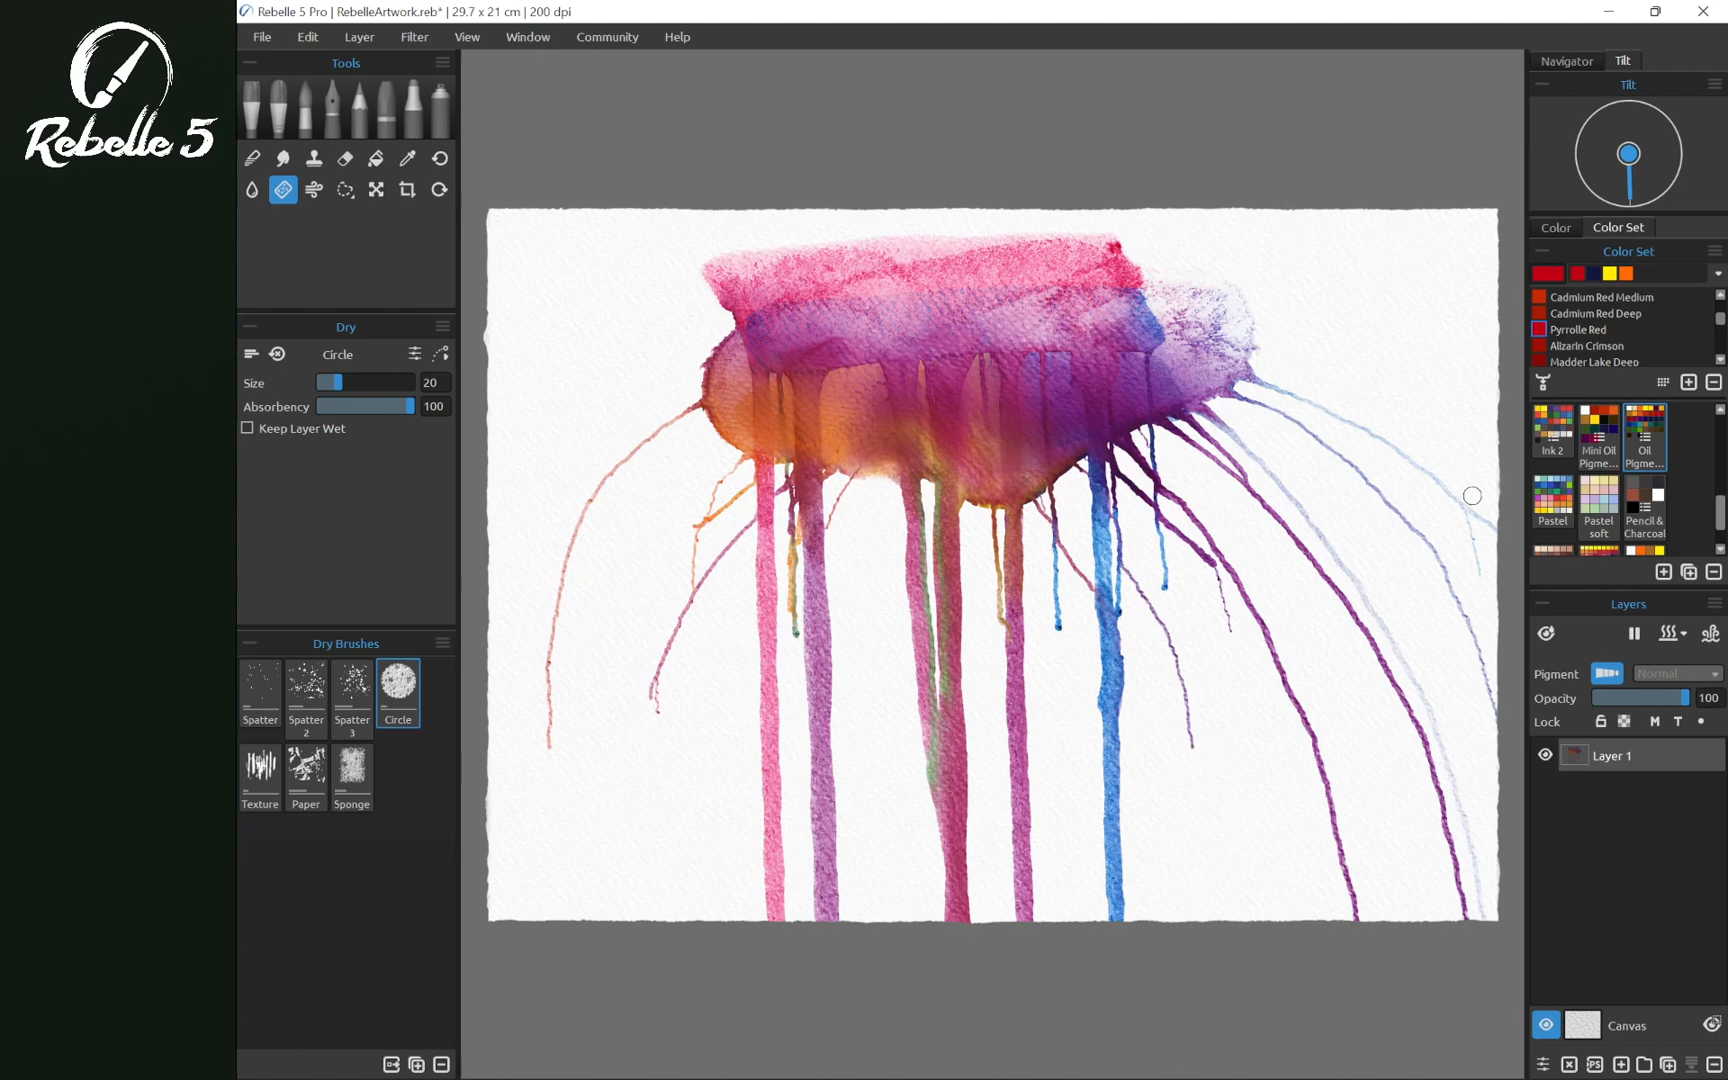 Rebelle 5
Rebelle 5 Pro | RebelleArtwork.reb* | 29.7 x 21 cm | 200 dpi
File Edit Layer Filter View Window Community Help
Tools
Dry
Circle
Size 20
Absorbency 100
Keep Layer Wet
Dry Brushes
Spatter Spatter 2 Spatter 3 Circle
Texture Paper Sponge
Navigator Tilt
Tilt
Color Color Set
Color Set
Cadmium Red Medium
Cadmium Red Deep
Pyrrolle Red
Alizarin Crimson
Madder Lake Deep
Ink 2 Mini Oil Pigme... Oil Pigme...
Pastel Pastel soft Pencil & Charcoal
Layers
Pigment Normal
Opacity 100
Lock M T
Layer 1
Canvas
PS